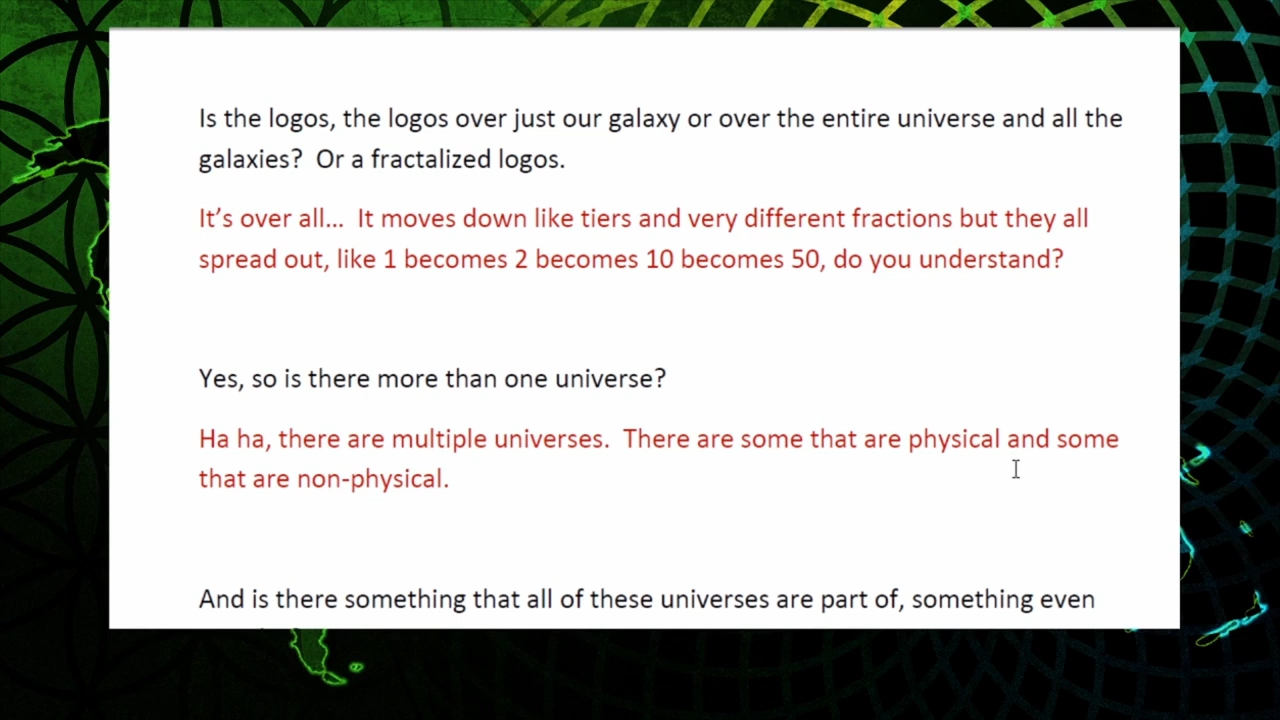 Is the logos, the logos over just our galaxy or over the entire universe and all the
galaxies?  Or a fractalized logos.
It’s over all…  It moves down like tiers and very different fractions but they all
spread out, like 1 becomes 2 becomes 10 becomes 50, do you understand?
Yes, so is there more than one universe?
Ha ha, there are multiple universes.  There are some that are physical and some
that are non-physical.
And is there something that all of these universes are part of, something even